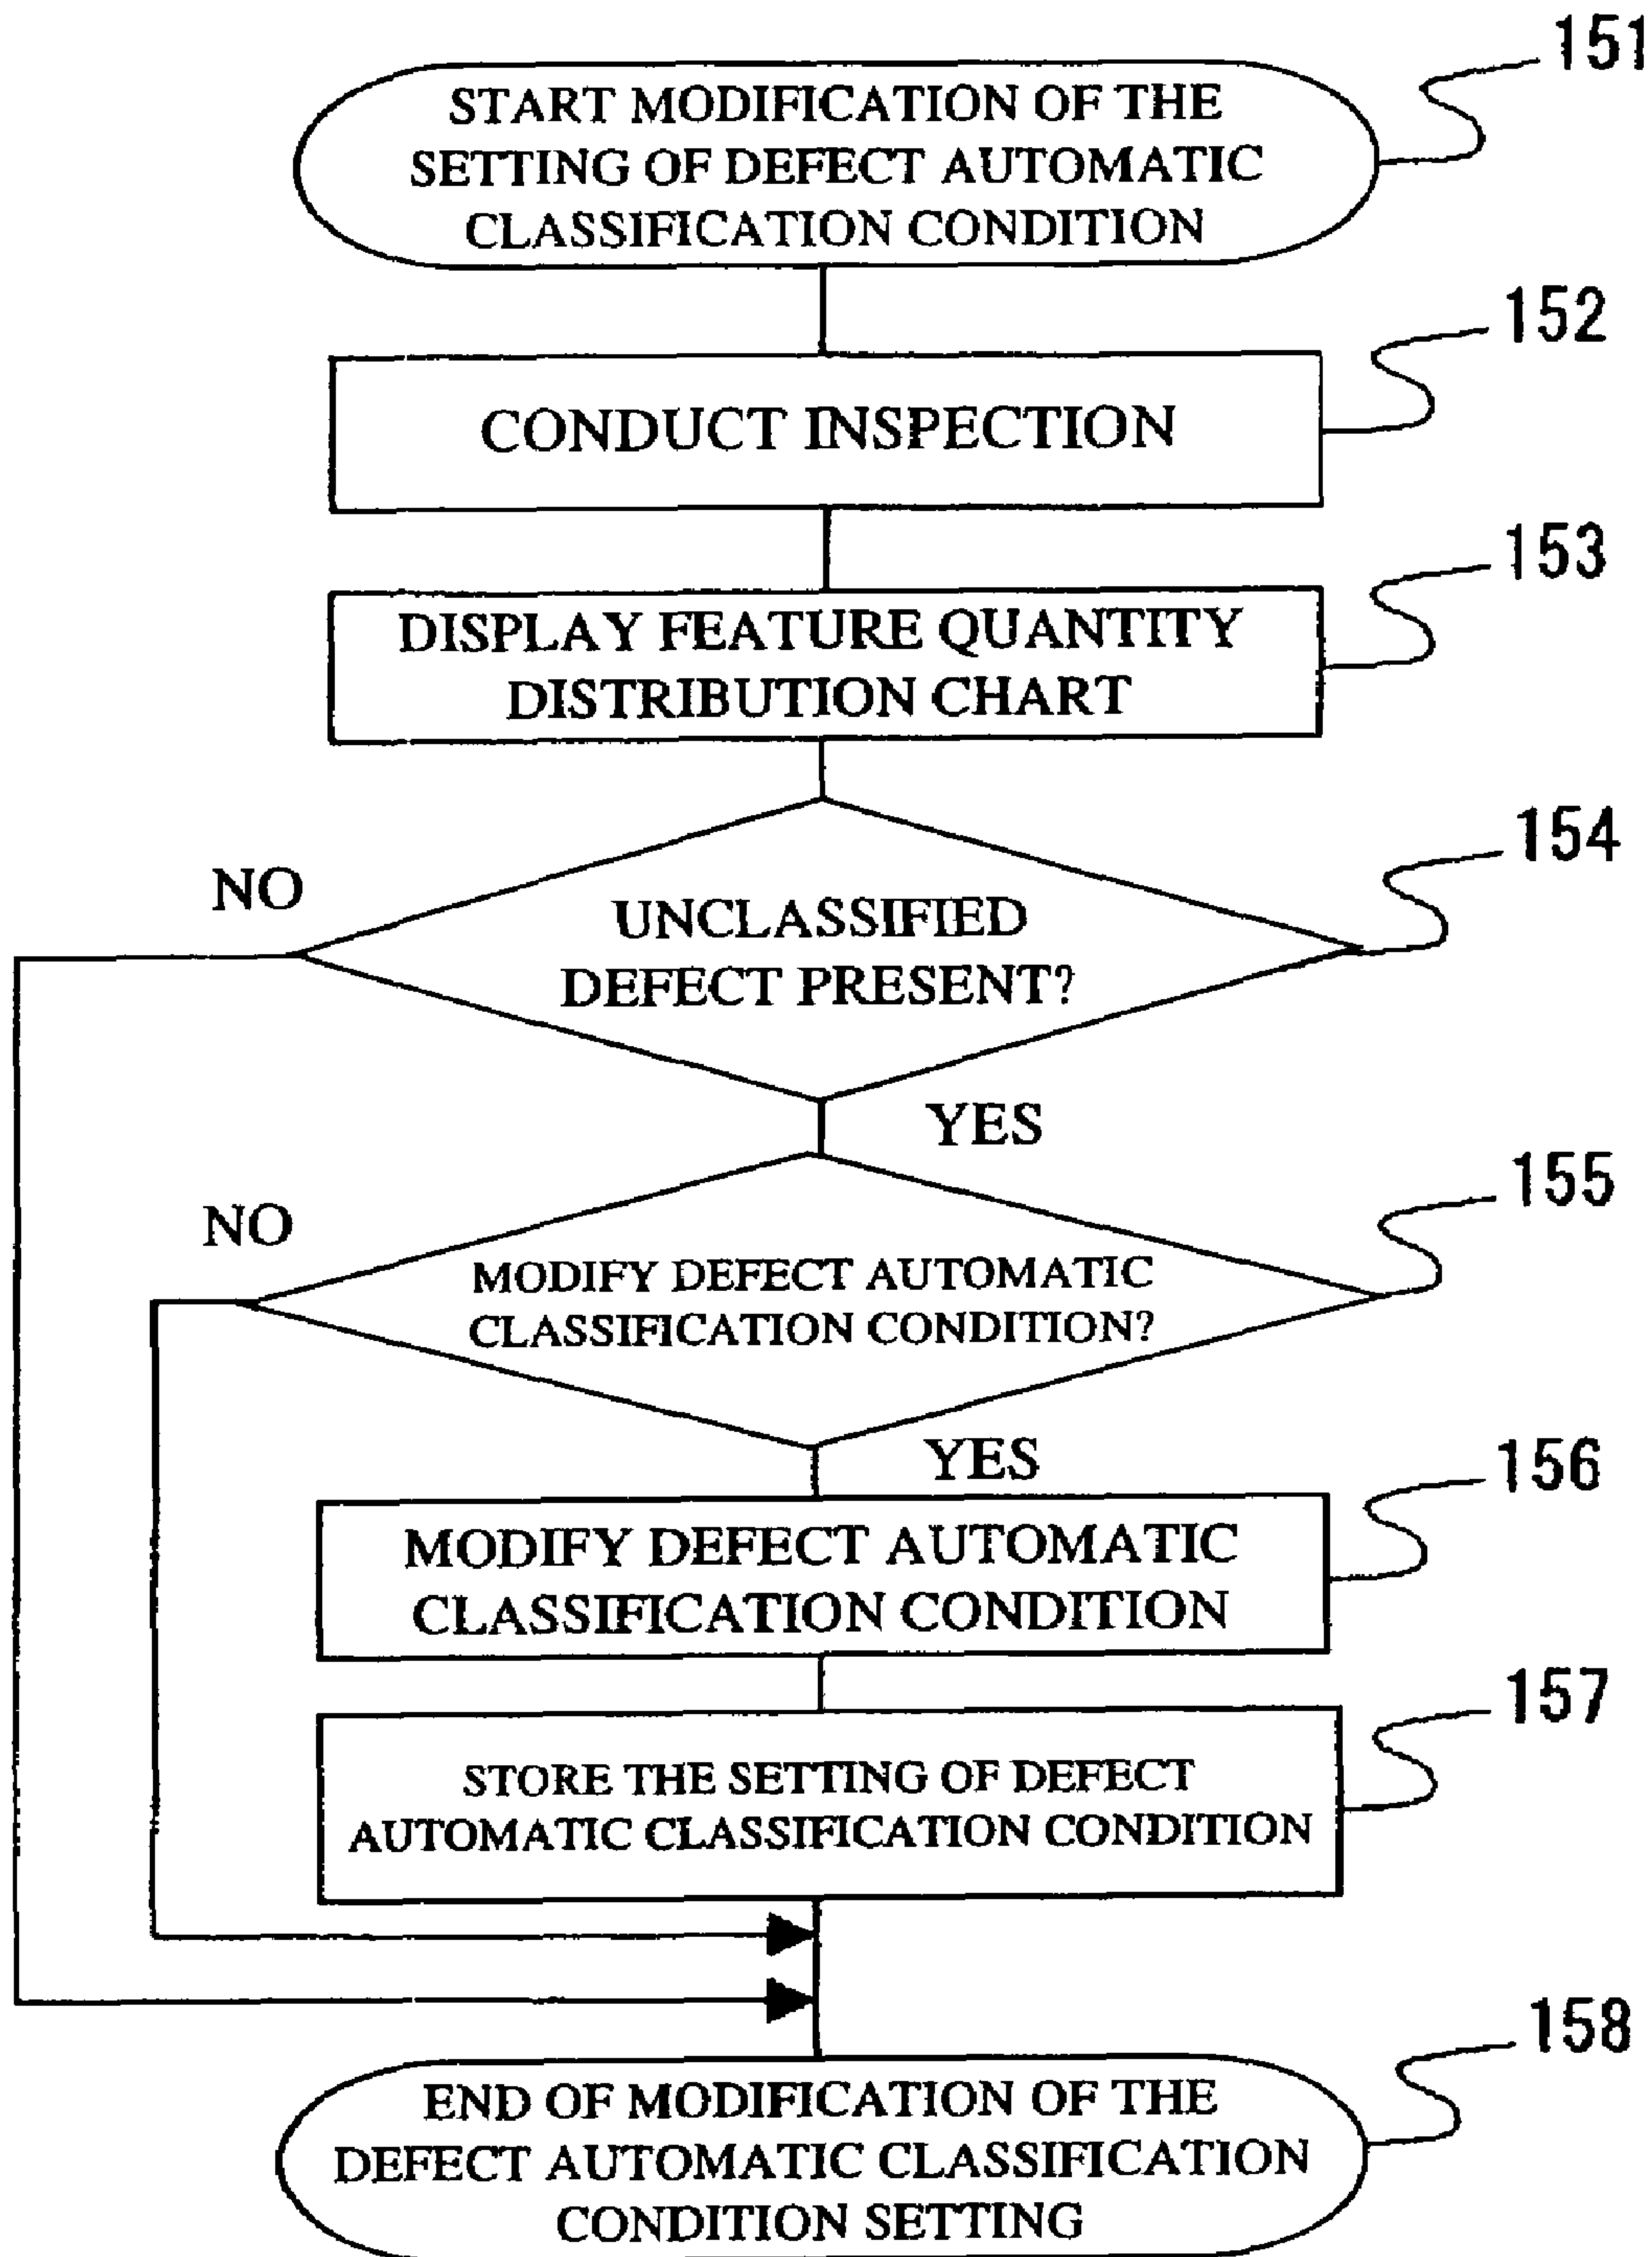 151
START MODIFICATION OF THE
SETTING OF DEFECT AUTOMATIC
CLASSIFICATION CONDITION
152
CONDUCT INSPECTION
153
DISPLAY FEATURE QUANTITY
DISTRIBUTION CHART
154
NO
UNCLASSIFIED
DEFECT PRESENT?
YES
155
NO
MODIFY DEFECT AUTOMATIC
CLASSIFICATION CONDITION?
YES
156
MODIFY DEFECT AUTOMATIC
CLASSIFICATION CONDITION
157
STORE THE SETTING OF DEFECT
AUTOMATIC CLASSIFICATION CONDITION
158
END OF MODIFICATION OF THE
DEFECT AUTOMATIC CLASSIFICATION
CONDITION SETTING